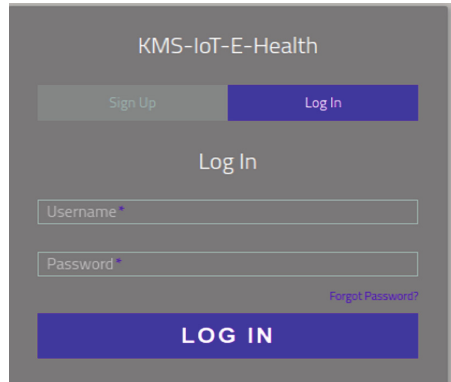 KMS-IoT-E-Health
Sign Up Log In
Log In
Username*
Password*
Forgot Password?
LOG IN